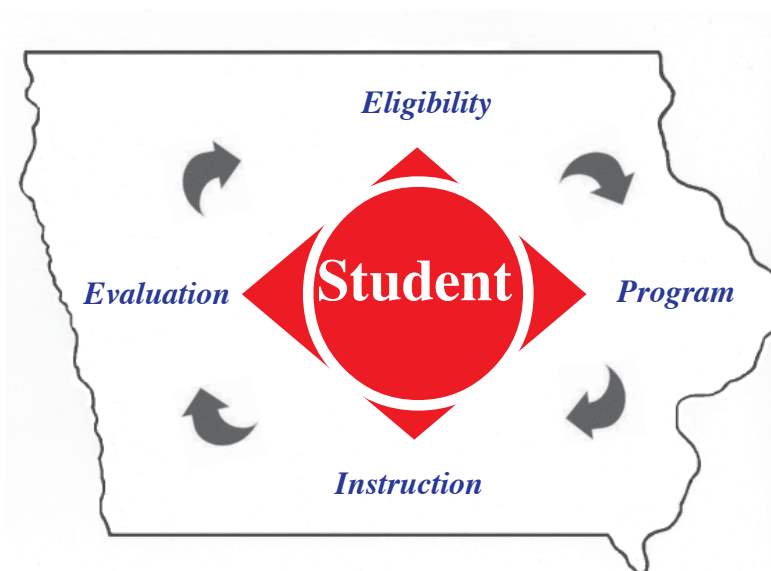 Eligibility
Student
Evaluation
Program
Instruction